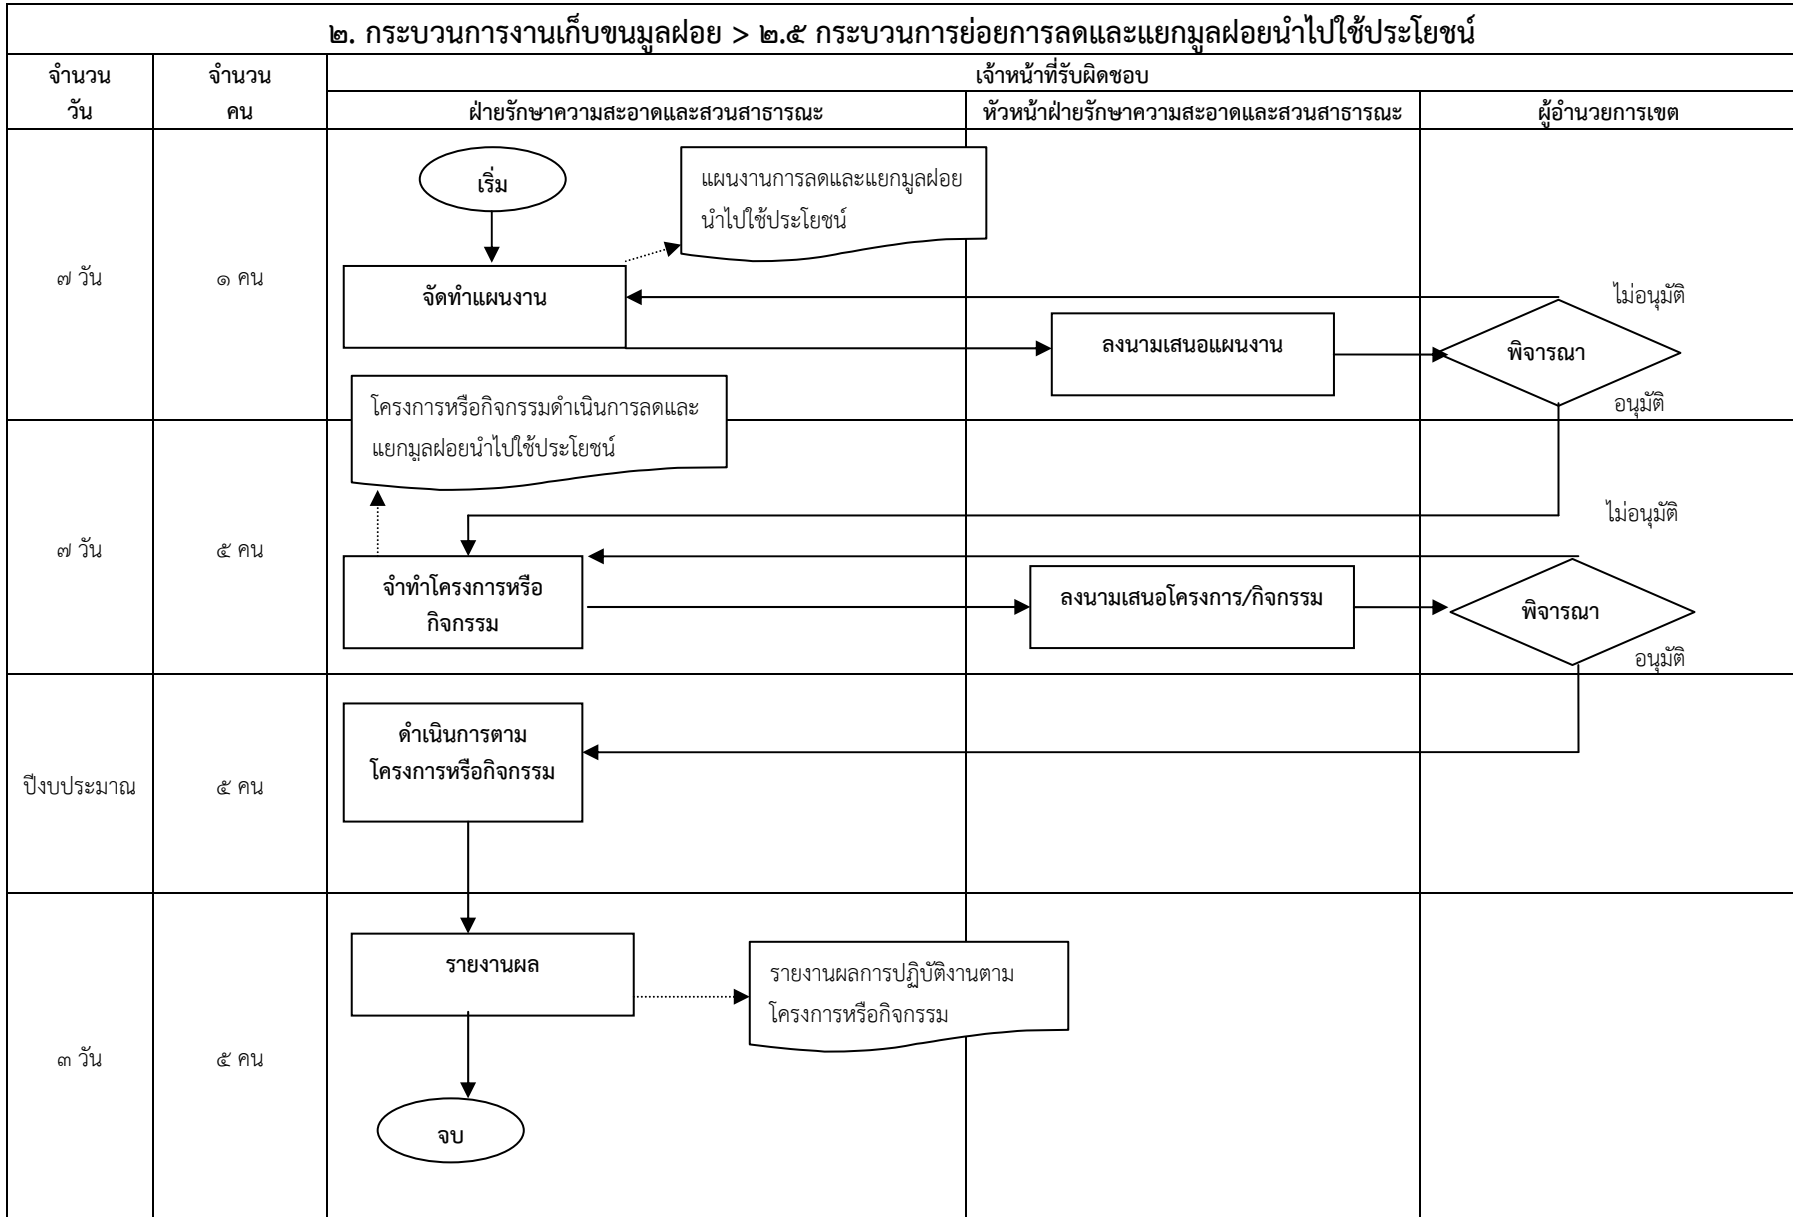 ๒. กระบวนการงานเก็บขนมูลฝอย > ๒.๕ กระบวนการย่อยการลดและแยกมูลฝอยนำไปใช้ประโยชน์
จำนวน
วัน
จำนวน
คน
เจ้าหน้าที่รับผิดชอบ
ฝ่ายรักษาความสะอาดและสวนสาธารณะ
หัวหน้าฝ่ายรักษาความสะอาดและสวนสาธารณะ
ผู้อำนวยการเขต
๗ วัน
๑ คน
เริ่ม
แผนงานการลดและแยกมูลฝอย
นำไปใช้ประโยชน์
จัดทำแผนงาน
ลงนามเสนอแผนงาน
ไม่อนุมัติ
พิจารณา
อนุมัติ
โครงการหรือกิจกรรมดำเนินการลดและ
แยกมูลฝอยนำไปใช้ประโยชน์
๗ วัน
๕ คน
จำทำโครงการหรือ
กิจกรรม
ลงนามเสนอโครงการ/กิจกรรม
ไม่อนุมัติ
พิจารณา
อนุมัติ
ปีงบประมาณ
๕ คน
ดำเนินการตาม
โครงการหรือกิจกรรม
๓ วัน
๕ คน
รายงานผล
รายงานผลการปฏิบัติงานตาม
โครงการหรือกิจกรรม
จบ